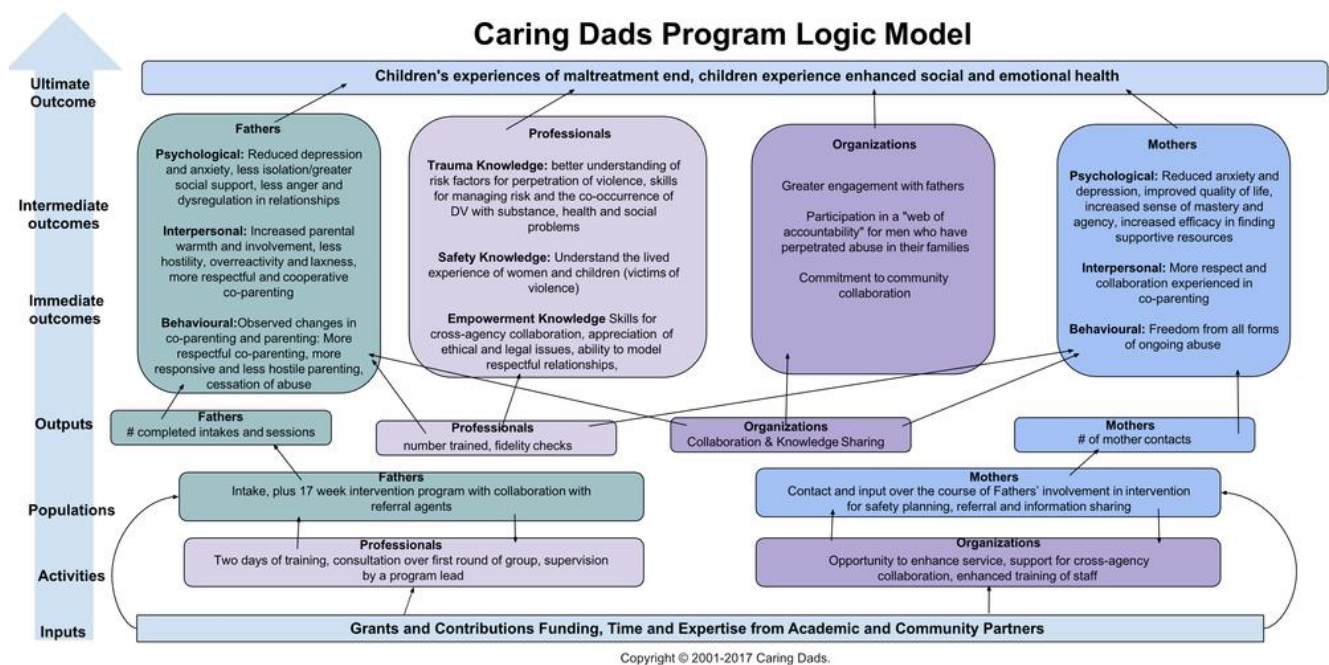 Caring Dads Program Logic Model
Ultimate
Outcome
Children's experiences of maltreatment end, children experience enhanced social and emotional health
Intermediate
outcomes
Immediate
outcomes
Fathers
Psychological: Reduced depression
and anxiety, less isolation/greater
social support, less anger and
dysregulation in relationships
Interpersonal: Increased parental
warmth and involvement, less
hostility, overreactivity and laxness,
more respectful and cooperative
co-parenting
Behavioural:Observed changes in
co-parenting and parenting: More
respectful co-parenting, more
responsive and less hostile parenting,
cessation of abuse
Professionals
Trauma Knowledge: better understanding of
risk factors for perpetration of violence, skills
for managing risk and the co-occurrence of
DV with substance, health and social
problems
Safety Knowledge: Understand the lived
experience of women and children (victims of
violence)
Empowerment Knowledge Skills for
cross-agency collaboration, appreciation of
ethical and legal issues, ability to model
respectful relationships,
Organizations
Greater engagement with fathers
Participation in a "web of
accountability" for men who have
perpetrated abuse in their families
Commitment to community
collaboration
Mothers
Psychological: Reduced anxiety and
depression, improved quality of life,
increased sense of mastery and
agency, increased efficacy in finding
supportive resources
Interpersonal: More respect and
collaboration experienced in
co-parenting
Behavioural: Freedom from all forms
of ongoing abuse
Outputs
Fathers
# completed intakes and sessions
Professionals
number trained, fidelity checks
Organizations
Collaboration & Knowledge Sharing
Mothers
# of mother contacts
Populations
Fathers
Intake, plus 17 week intervention program with collaboration with
referral agents
Mothers
Contact and input over the course of Fathers' involvement in intervention
for safety planning, referral and information sharing
Activities
Professionals
Two days of training, consultation over first round of group, supervision
by a program lead
Organizations
Opportunity to enhance service, support for cross-agency
collaboration, enhanced training of staff
Inputs
Grants and Contributions Funding, Time and Expertise from Academic and Community Partners
Copyright © 2001-2017 Caring Dads.